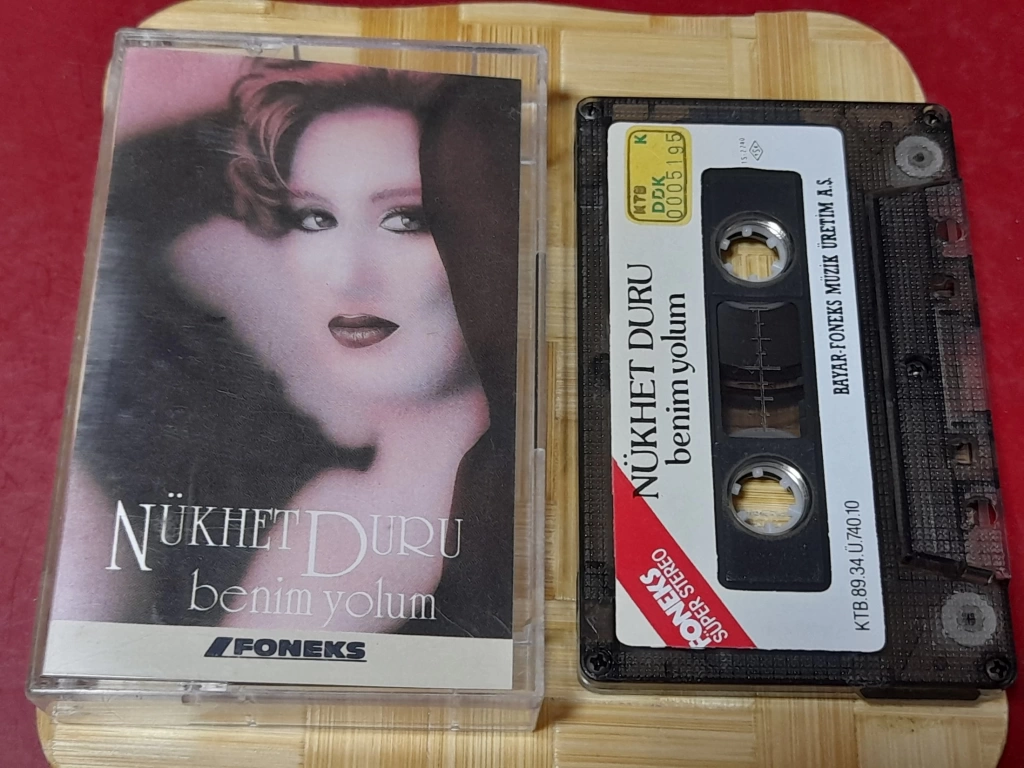 NÜKHET DURU
benim yolum
FONEKS
KTB K
DDK
0005195
NÜKHET DURU
benim yolum
FONEKS
SÜPER STEREO
BAYAR-FONEKS MÜZİK ÜRETİM A.Ş.
KTB.89.34.Ü.740.10